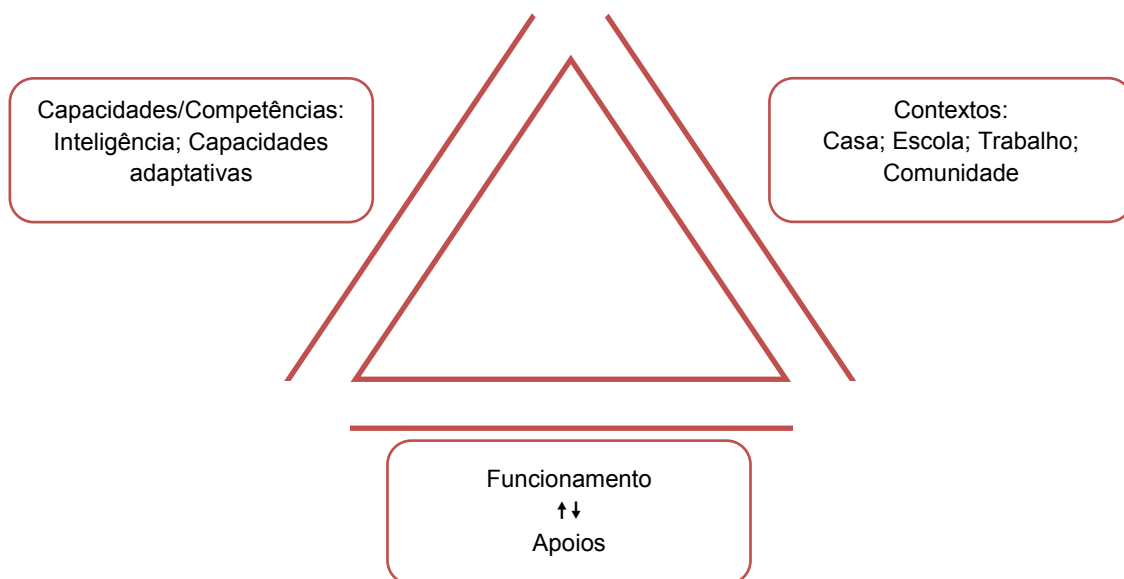 Capacidades/Competências:
Inteligência; Capacidades
adaptativas
Contextos:
Casa; Escola; Trabalho;
Comunidade
Funcionamento
Apoios